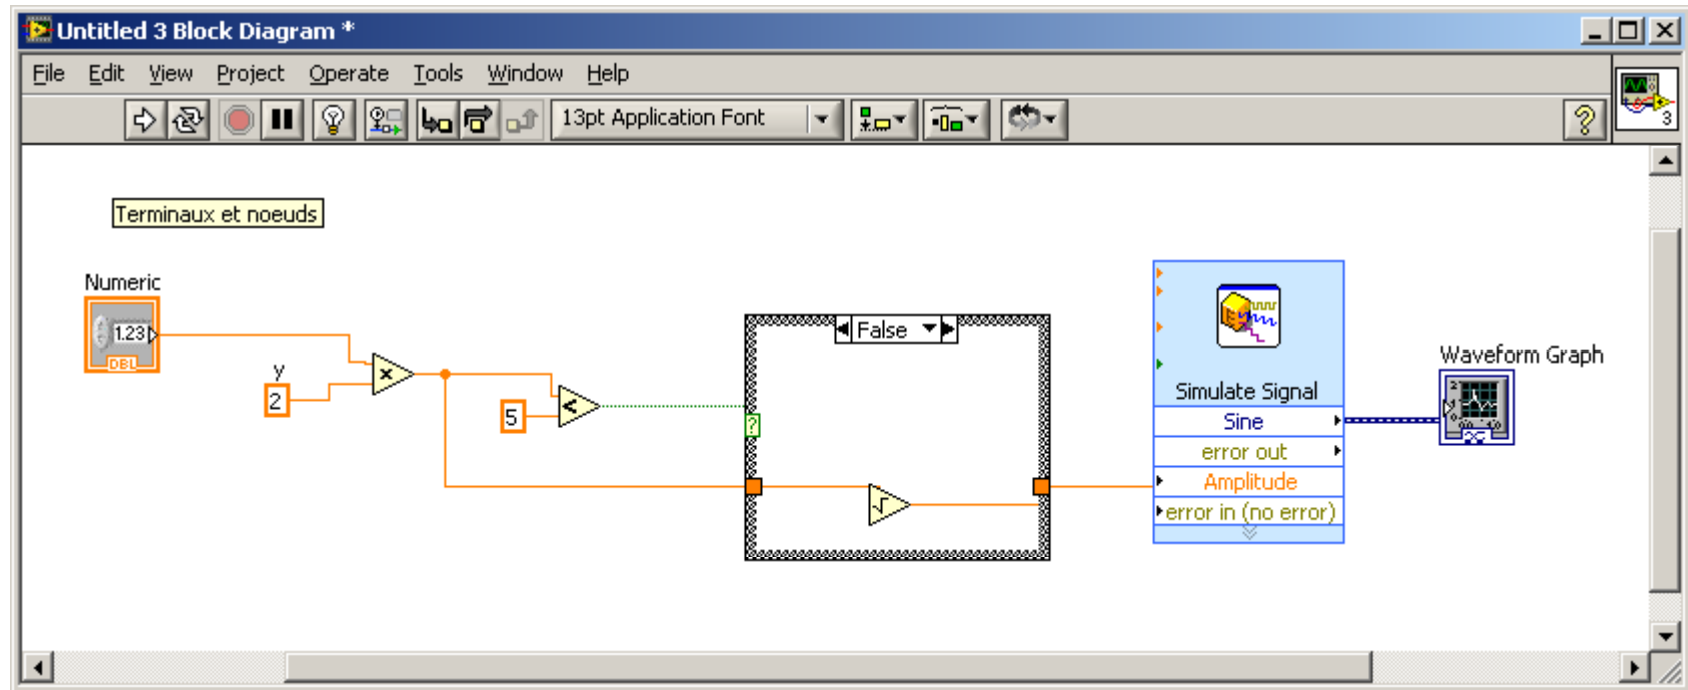 Untitled 3 Block Diagram *
File Edit View Project Operate Tools Window Help
13pt Application Font
3
Terminaux et noeuds
Numeric
1.23
DBL
y
2
5
False
?
Simulate Signal
Sine
error out
Amplitude
error in (no error)
Waveform Graph